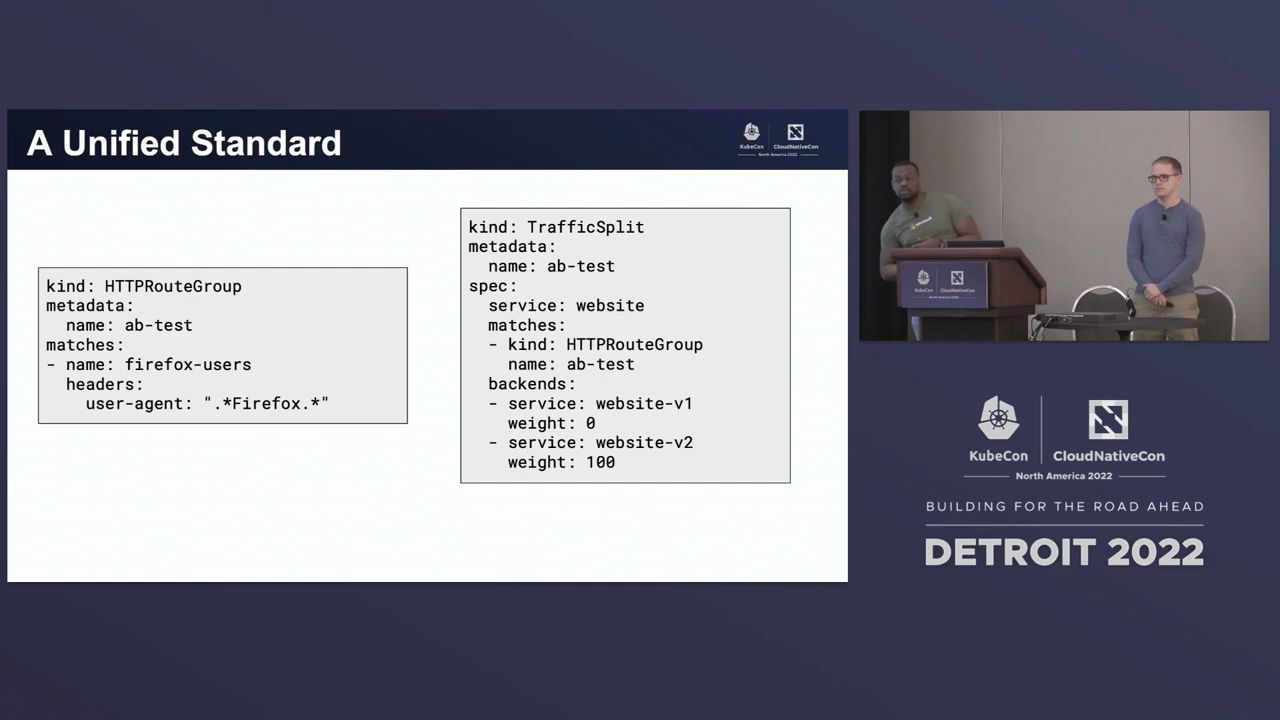 A Unified Standard
KubeCon
CloudNativeCon
North America 2022
kind: HTTPRouteGroup
metadata:
  name: ab-test
matches:
- name: firefox-users
  headers:
    user-agent: ".*Firefox.*"
kind: TrafficSplit
metadata:
  name: ab-test
spec:
  service: website
  matches:
  - kind: HTTPRouteGroup
    name: ab-test
  backends:
  - service: website-v1
    weight: 0
  - service: website-v2
    weight: 100
KubeCon
CloudNativeCon
North America 2022
BUILDING FOR THE ROAD AHEAD
DETROIT 2022